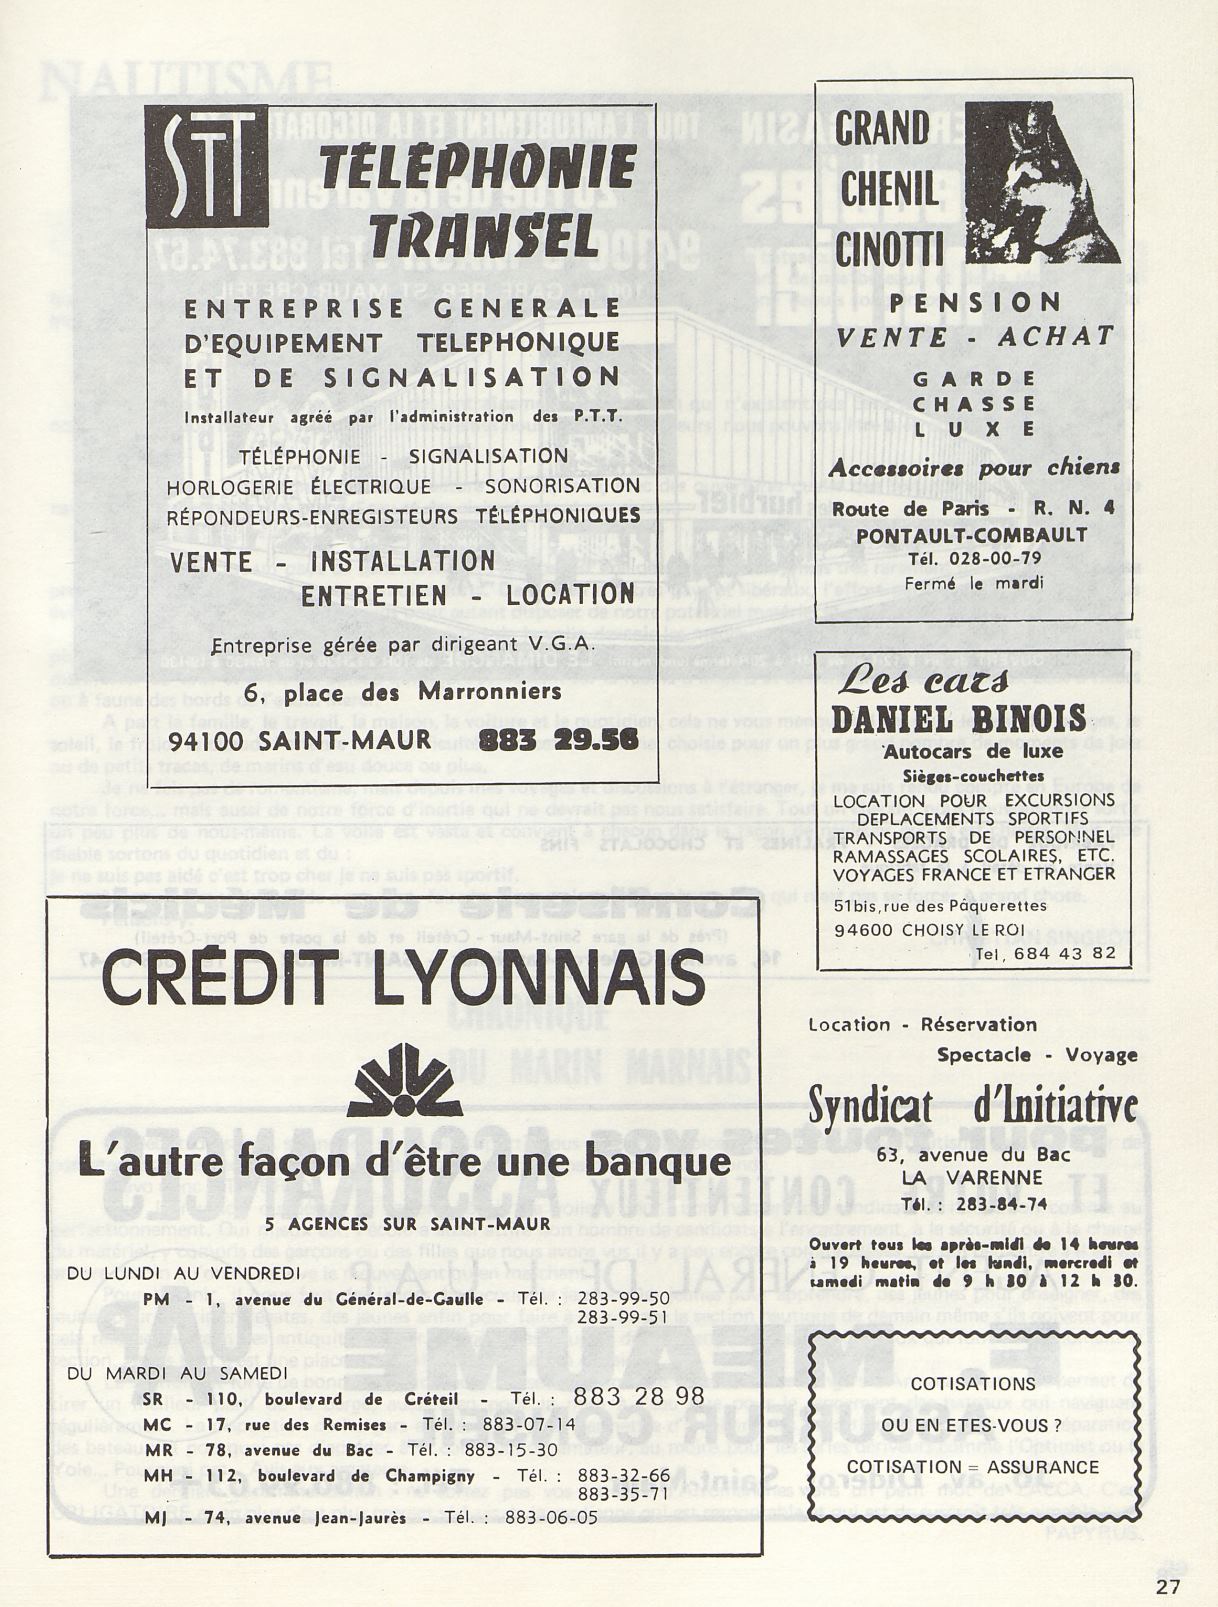 STT
TÉLÉPHONIE
TRANSEL
ENTREPRISE GENERALE
D'EQUIPEMENT TELEPHONIQUE
ET DE SIGNALISATION
Installateur agréé par l'administration des P.T.T.
TÉLÉPHONIE - SIGNALISATION
HORLOGERIE ÉLECTRIQUE - SONORISATION
RÉPONDEURS-ENREGISTEURS TÉLÉPHONIQUES
VENTE - INSTALLATION
ENTRETIEN - LOCATION
Entreprise gérée par dirigeant V.G.A.
6, place des Marronniers
94100 SAINT-MAUR 883 29.56
GRAND
CHENIL
CINOTTI
PENSION
VENTE - ACHAT
GARDE
CHASSE
LUXE
Accessoires pour chiens
Route de Paris - R. N. 4
PONTAULT-COMBAULT
Tél. 028-00-79
Fermé le mardi
Les cars
DANIEL BINOIS
Autocars de luxe
Sièges-couchettes
LOCATION POUR EXCURSIONS
DEPLACEMENTS SPORTIFS
TRANSPORTS DE PERSONNEL
RAMASSAGES SCOLAIRES, ETC.
VOYAGES FRANCE ET ETRANGER
51bis, rue des Pâquerettes
94600 CHOISY LE ROI
Tel, 684 43 82
CRÉDIT LYONNAIS
L'autre façon d'être une banque
5 AGENCES SUR SAINT-MAUR
DU LUNDI AU VENDREDI
PM - 1, avenue du Général-de-Gaulle - Tél. : 283-99-50
283-99-51
DU MARDI AU SAMEDI
SR - 110, boulevard de Créteil - Tél. : 883 28 98
MC - 17, rue des Remises - Tél. : 883-07-14
MR - 78, avenue du Bac - Tél. : 883-15-30
MH - 112, boulevard de Champigny - Tél. : 883-32-66
883-35-71
MJ - 74, avenue Jean-Jaurès - Tél. : 883-06-05
Location - Réservation
Spectacle - Voyage
Syndicat d'Initiative
63, avenue du Bac
LA VARENNE
Tél. : 283-84-74
Ouvert tous les après-midi de 14 heures
à 19 heures, et les lundi, mercredi et
samedi matin de 9 h 30 à 12 h 30.
COTISATIONS
OU EN ETES-VOUS ?
COTISATION = ASSURANCE
27